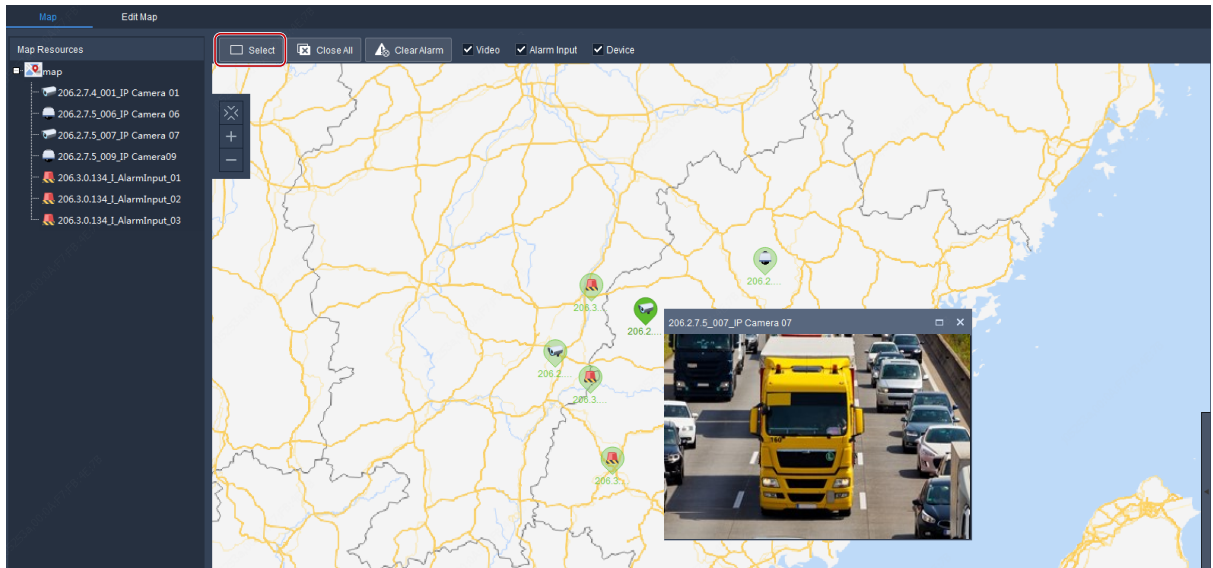 Map Edit Map
Map Resources
Select Close All Clear Alarm Video Alarm Input Device
map
206.2.7.4_001_IP Camera 01
206.2.7.5_006_IP Camera 06
206.2.7.5_007_IP Camera 07
206.2.7.5_009_IP Camera09
206.3.0.134_I_AlarmInput_01
206.3.0.134_I_AlarmInput_02
206.3.0.134_I_AlarmInput_03
206.2....
206.3....
206.2....
206.2.7.5_007_IP Camera 07
206.2....
206.3....
206.3....